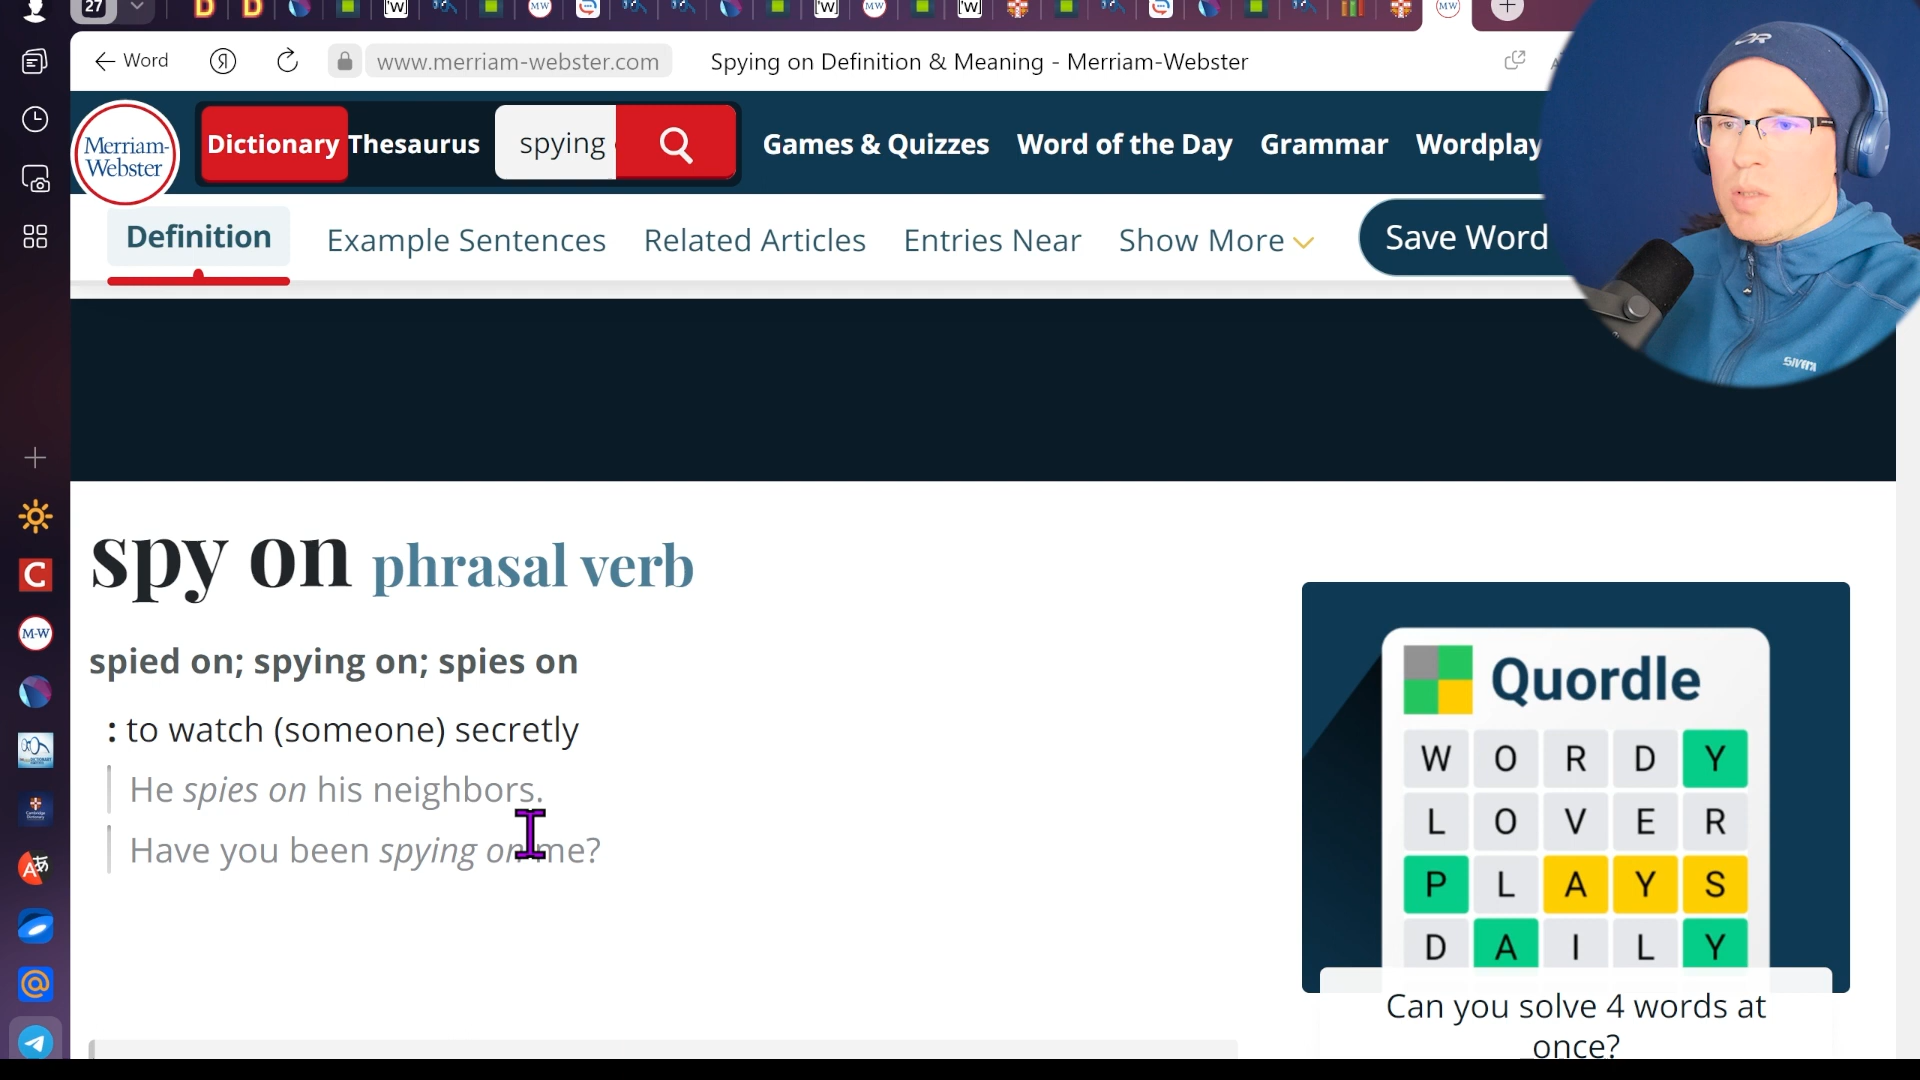 27
Word
www.merriam-webster.com
Spying on Definition & Meaning - Merriam-Webster
Merriam-
Webster
Dictionary
Thesaurus
spying
Games & Quizzes
Word of the Day
Grammar
Wordplay
Definition
Example Sentences
Related Articles
Entries Near
Show More
Save Word
spy on phrasal verb
spied on; spying on; spies on
: to watch (someone) secretly
He spies on his neighbors.
Have you been spying on me?
Quordle
W O R D Y
L O V E R
P L A Y S
D A I L Y
Can you solve 4 words at
once?
C
M-W
OR